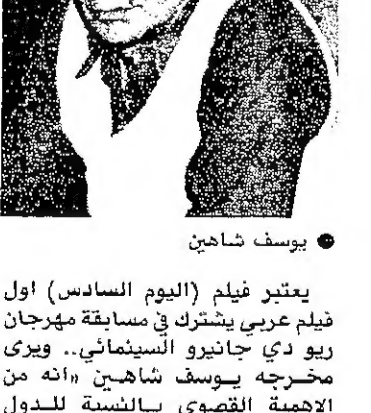 ● يوسف شاهين
يعتبر فيلم (اليوم السادس) اول
فيلم عربي يشترك في مسابقة مهرجان
ريو دي جانيرو السينمائي.. ويرى
مخرجه يوسف شاهين «انه من
الاهمية القصوى بالنسبة للدول